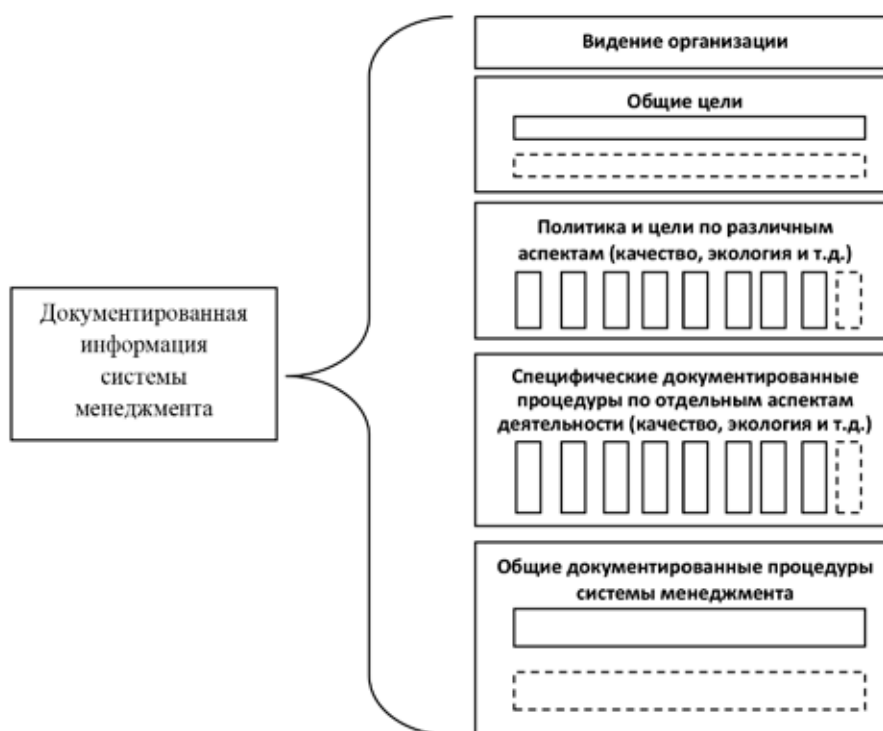 Документированная
информация
системы
менеджмента
Видение организации
Общие цели
Политика и цели по различным
аспектам (качество, экология и т.д.)
Специфические документированные
процедуры по отдельным аспектам
деятельности (качество, экология и т.д.)
Общие документированные процедуры
системы менеджмента